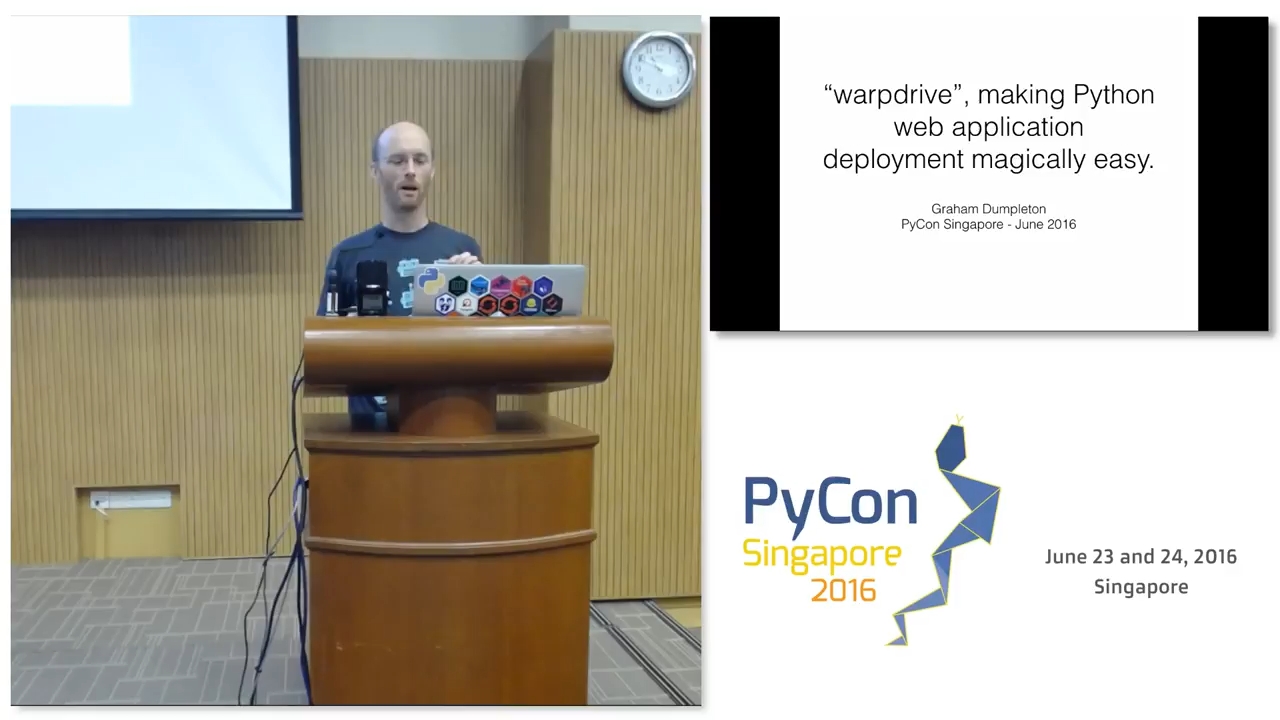 “warpdrive”, making Python
web application
deployment magically easy.
Graham Dumpleton
PyCon Singapore - June 2016
PyCon
Singapore
2016
June 23 and 24, 2016
Singapore